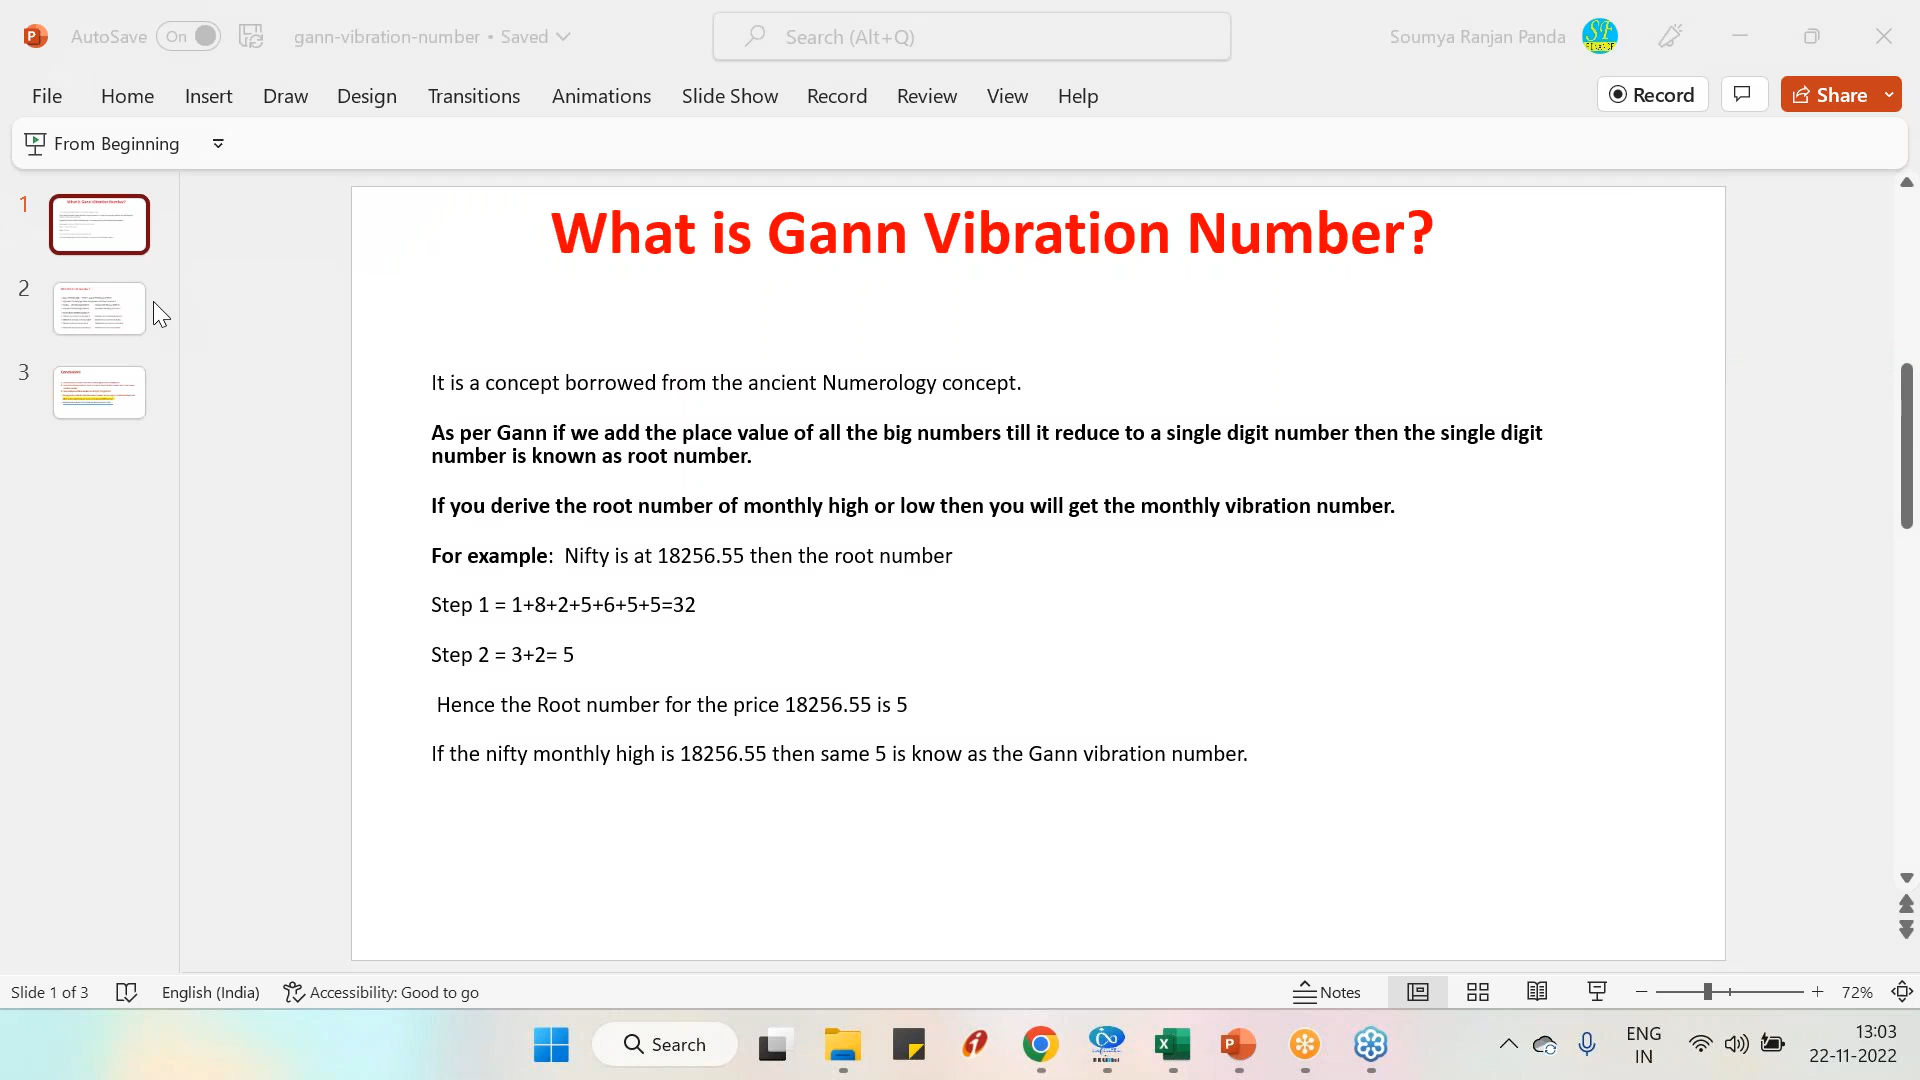 AutoSave On gann-vibration-number • Saved Search (Alt+Q) Soumya Ranjan Panda
File Home Insert Draw Design Transitions Animations Slide Show Record Review View Help Record Share
From Beginning
1
2
3
What is Gann Vibration Number?
It is a concept borrowed from the ancient Numerology concept.
As per Gann if we add the place value of all the big numbers till it reduce to a single digit number then the single digit
number is known as root number.
If you derive the root number of monthly high or low then you will get the monthly vibration number.
For example: Nifty is at 18256.55 then the root number
Step 1 = 1+8+2+5+6+5+5=32
Step 2 = 3+2= 5
Hence the Root number for the price 18256.55 is 5
If the nifty monthly high is 18256.55 then same 5 is know as the Gann vibration number.
Slide 1 of 3 English (India) Accessibility: Good to go Notes 72%
Search ENG 13:03
IN 22-11-2022